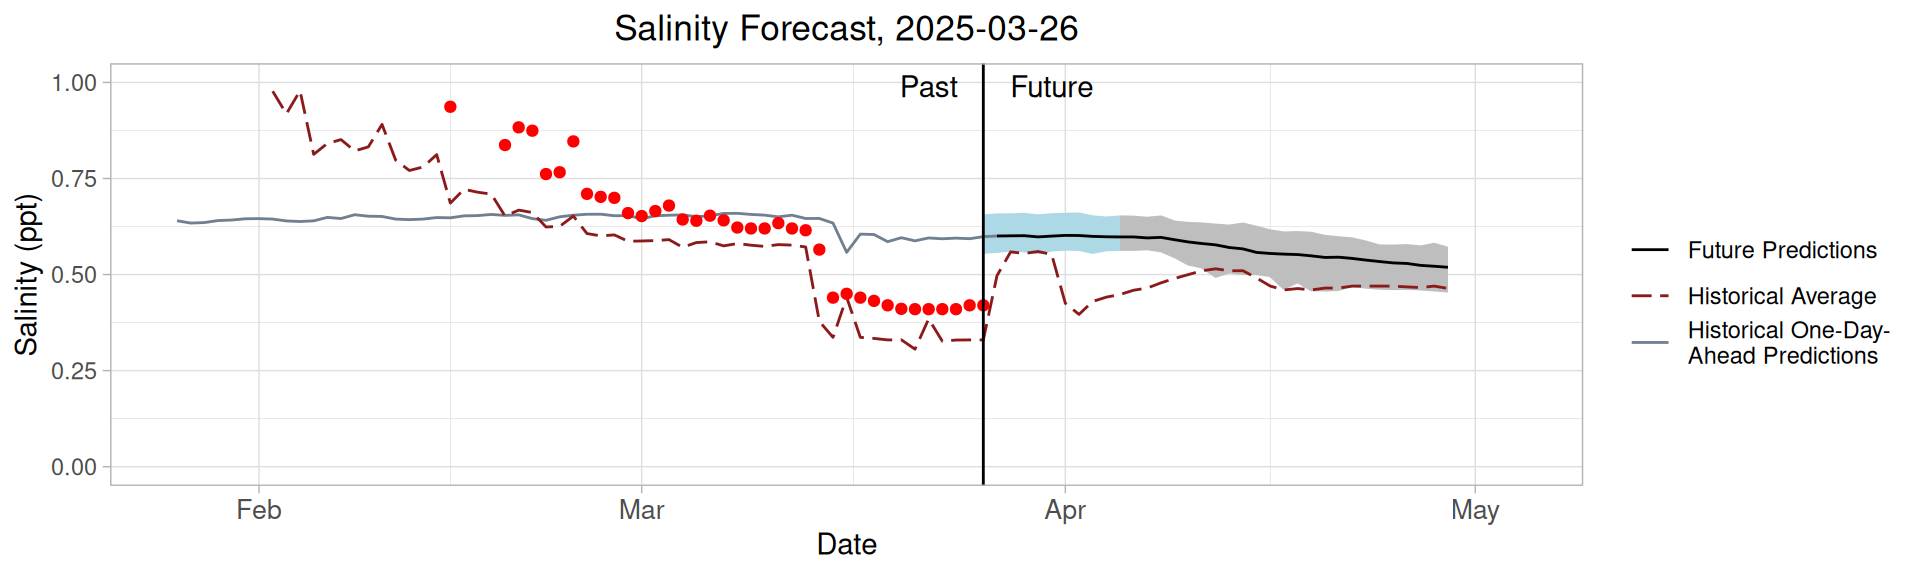 Salinity Forecast, 2025-03-26
Past
Future
1.00
0.75
0.50
0.25
0.00
Salinity (ppt)
Feb
Mar
Apr
May
Date
Future Predictions
Historical Average
Historical One-Day-
Ahead Predictions